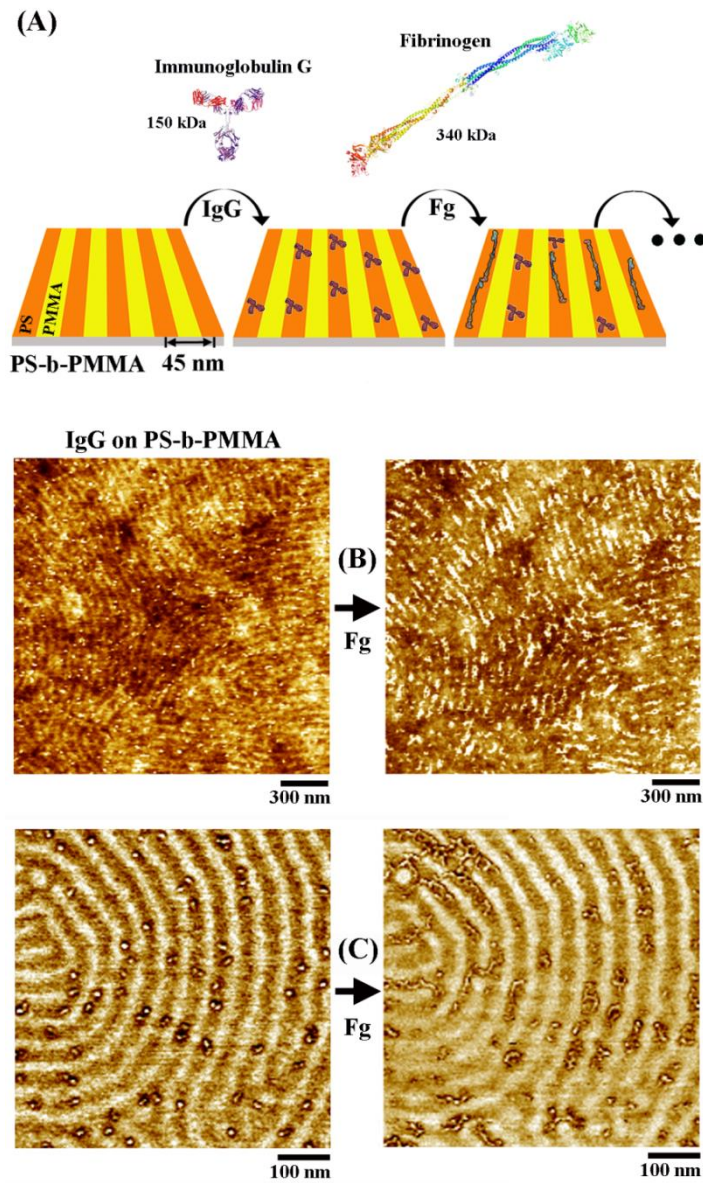 (A)
Immunoglobulin G
150 kDa
Fibrinogen
340 kDa
IgG
Fg
PS
PMMA
PS-b-PMMA
45 nm
IgG on PS-b-PMMA
(B)
Fg
300 nm
300 nm
(C)
Fg
100 nm
100 nm